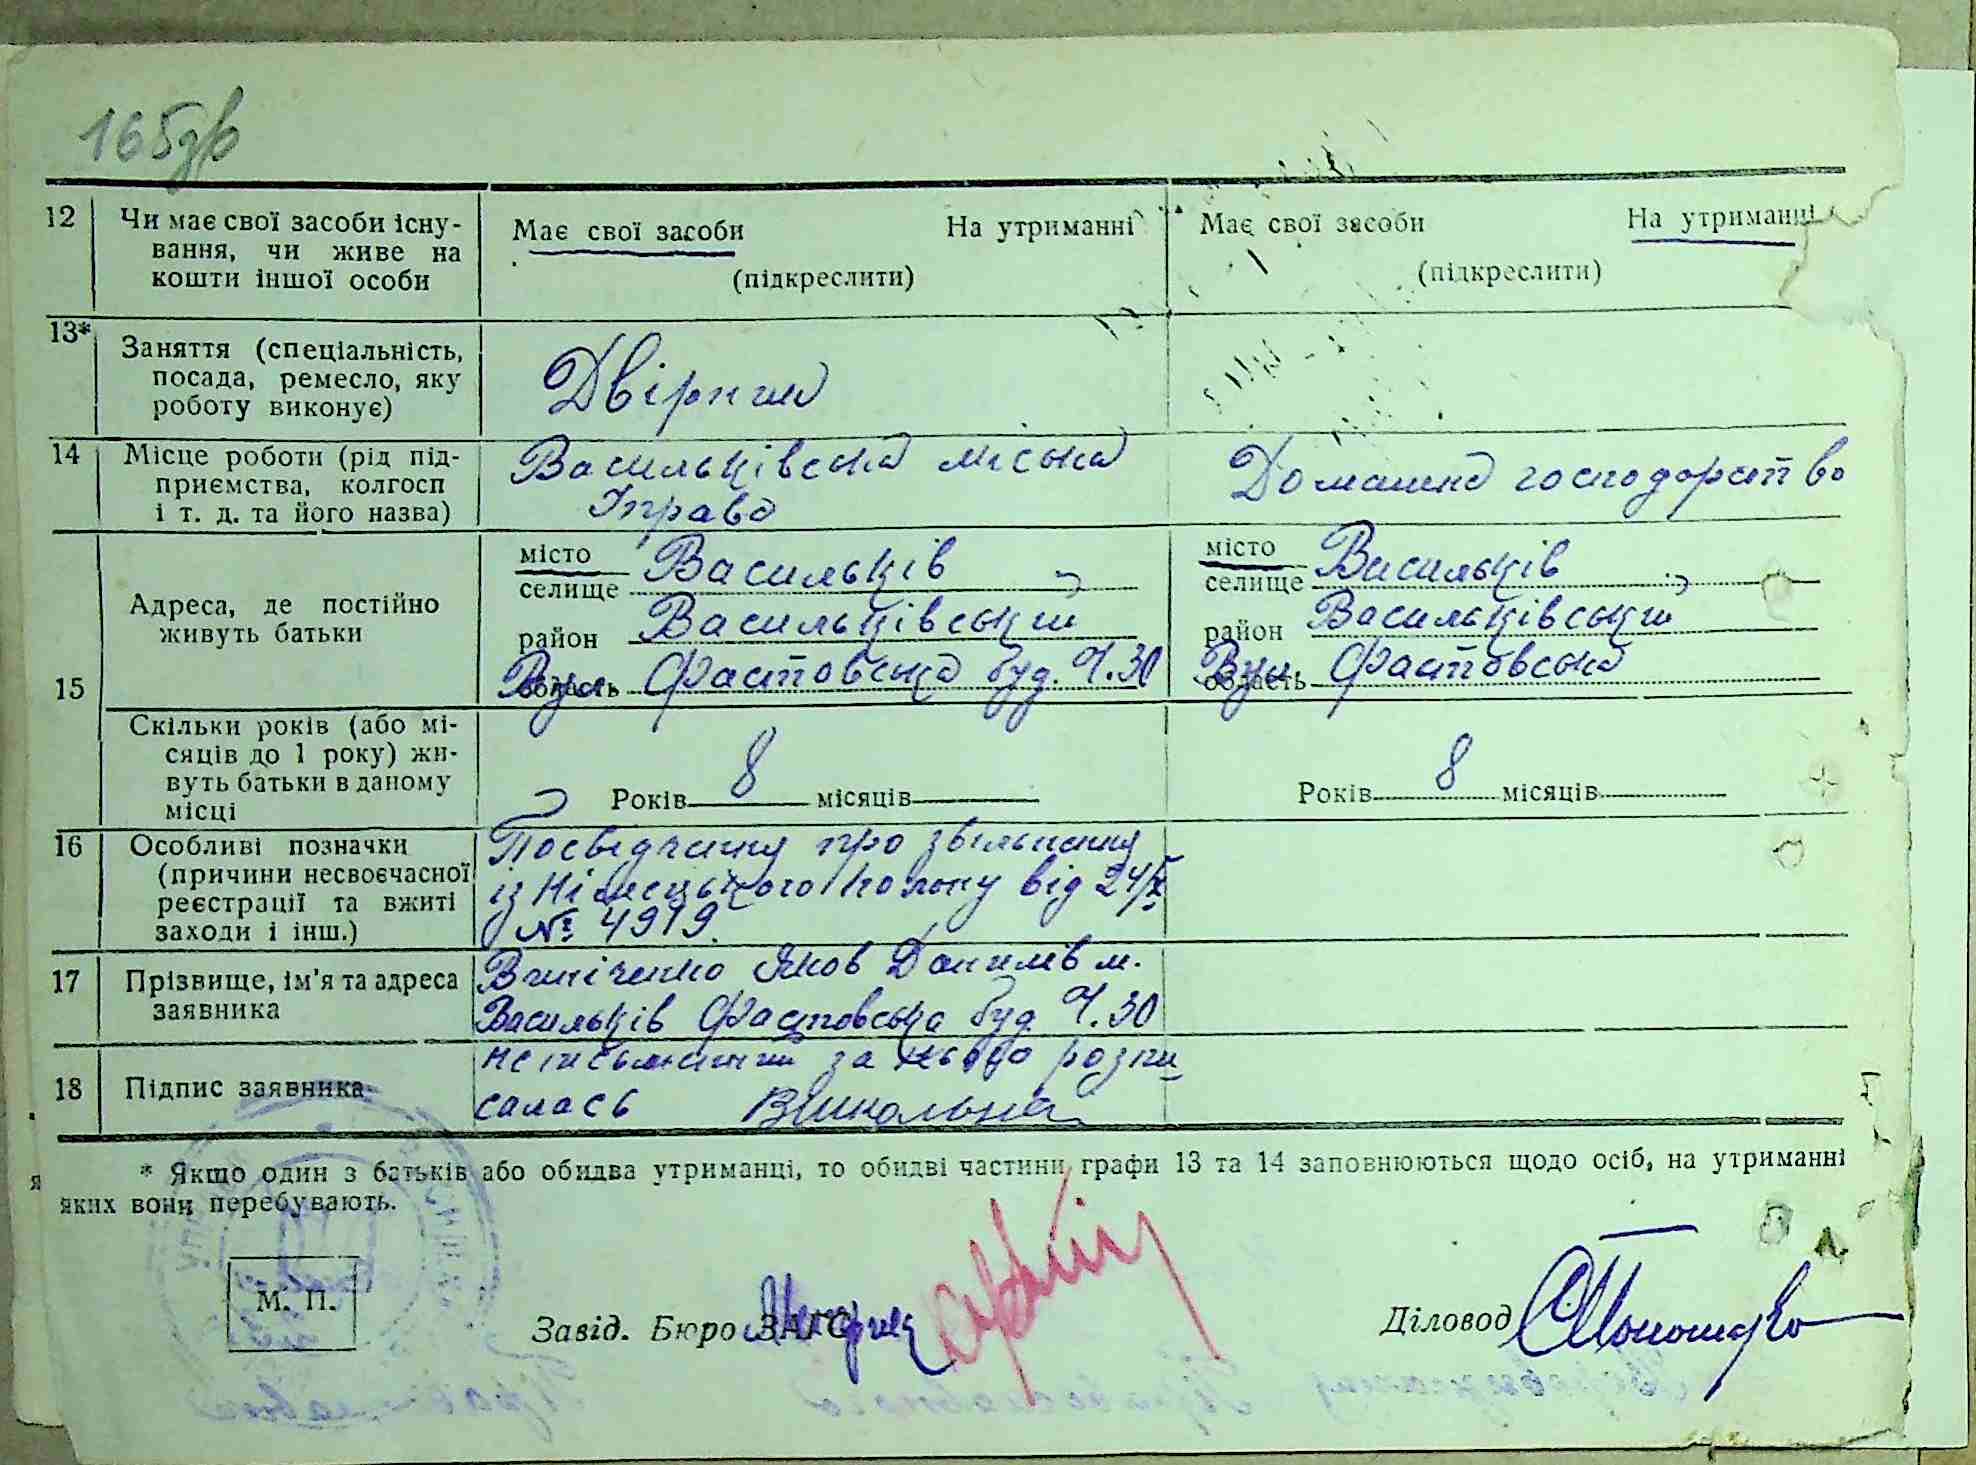 165зв
12 Чи має свої засоби існу- Має свої засоби На утриманні Має свої засоби На утриманні
вання, чи живе на
кошти іншої особи (підкреслити) (підкреслити)
13* Заняття (спеціальність,
посада, ремесло, яку Двірник
роботу виконує)
14 Місце роботи (рід під- Васильківська міська Домашнє господарство
приємства, колгосп Управа
і т. д. та його назва)
15 Адреса, де постійно
живуть батьки
місто Васильків місто Васильків
селище селище
район Васильківський район Васильківський
область Вул. Фастовська буд. Ч. 30 область Вул. Фастовська
Скільки років (або мі-
сяців до 1 року) жи-
вуть батьки в даному Років 8 місяців Років 8 місяців
місці
16 Особливі позначки Посвідчення про звільнення
(причини несвоєчасної із Німецького полону від 24/X
реєстрації та вжиті № 4919.
заходи і інш.)
17 Прізвище, ім'я та адреса Вініченко Яков Данилів м.
заявника Васильків Фастовська буд. Ч. 30
неписьменний за нього розпи
18 Підпис заявника салась
* Якщо один з батьків або обидва утриманці, то обидві частини графи 13 та 14 заповнюються щодо осіб, на утриманні
яких вони перебувають.
М. П.
Завід. Бюро ЗАГС Діловод